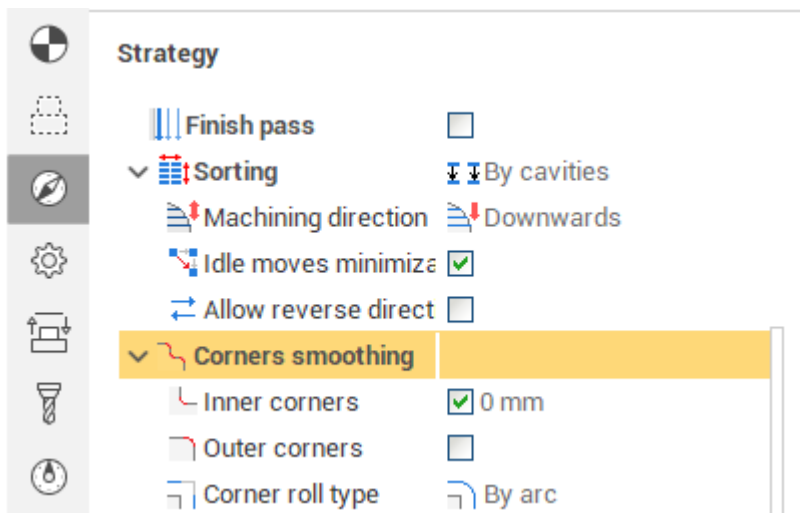 Strategy
Finish pass
Sorting By cavities
Machining direction Downwards
Idle moves minimiza
Allow reverse direct
Corners smoothing
Inner corners 0 mm
Outer corners
Corner roll type By arc